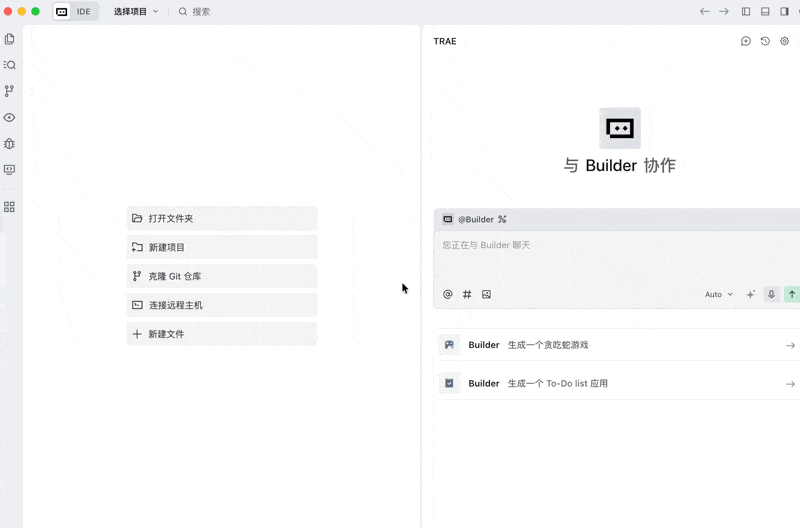 IDE
选择项目
搜索
打开文件夹
新建项目
克隆 Git 仓库
连接远程主机
新建文件
TRAE
与 Builder 协作
@Builder
您正在与 Builder 聊天
Auto
Builder 生成一个贪吃蛇游戏
Builder 生成一个 To-Do list 应用